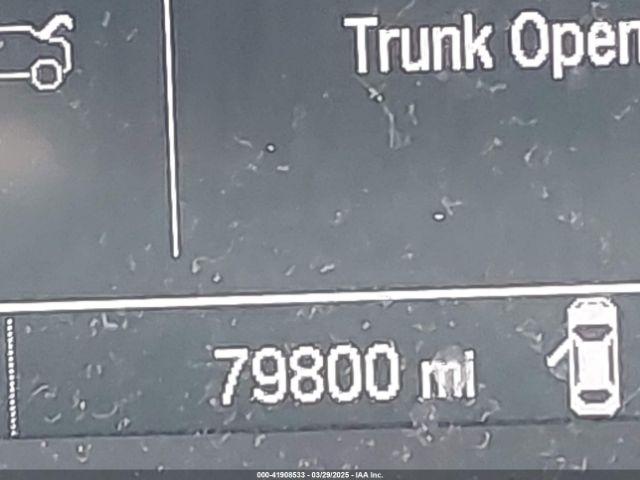 Trunk Open
79800 mi
000-41908533 - 03/29/2025 - IAA Inc.